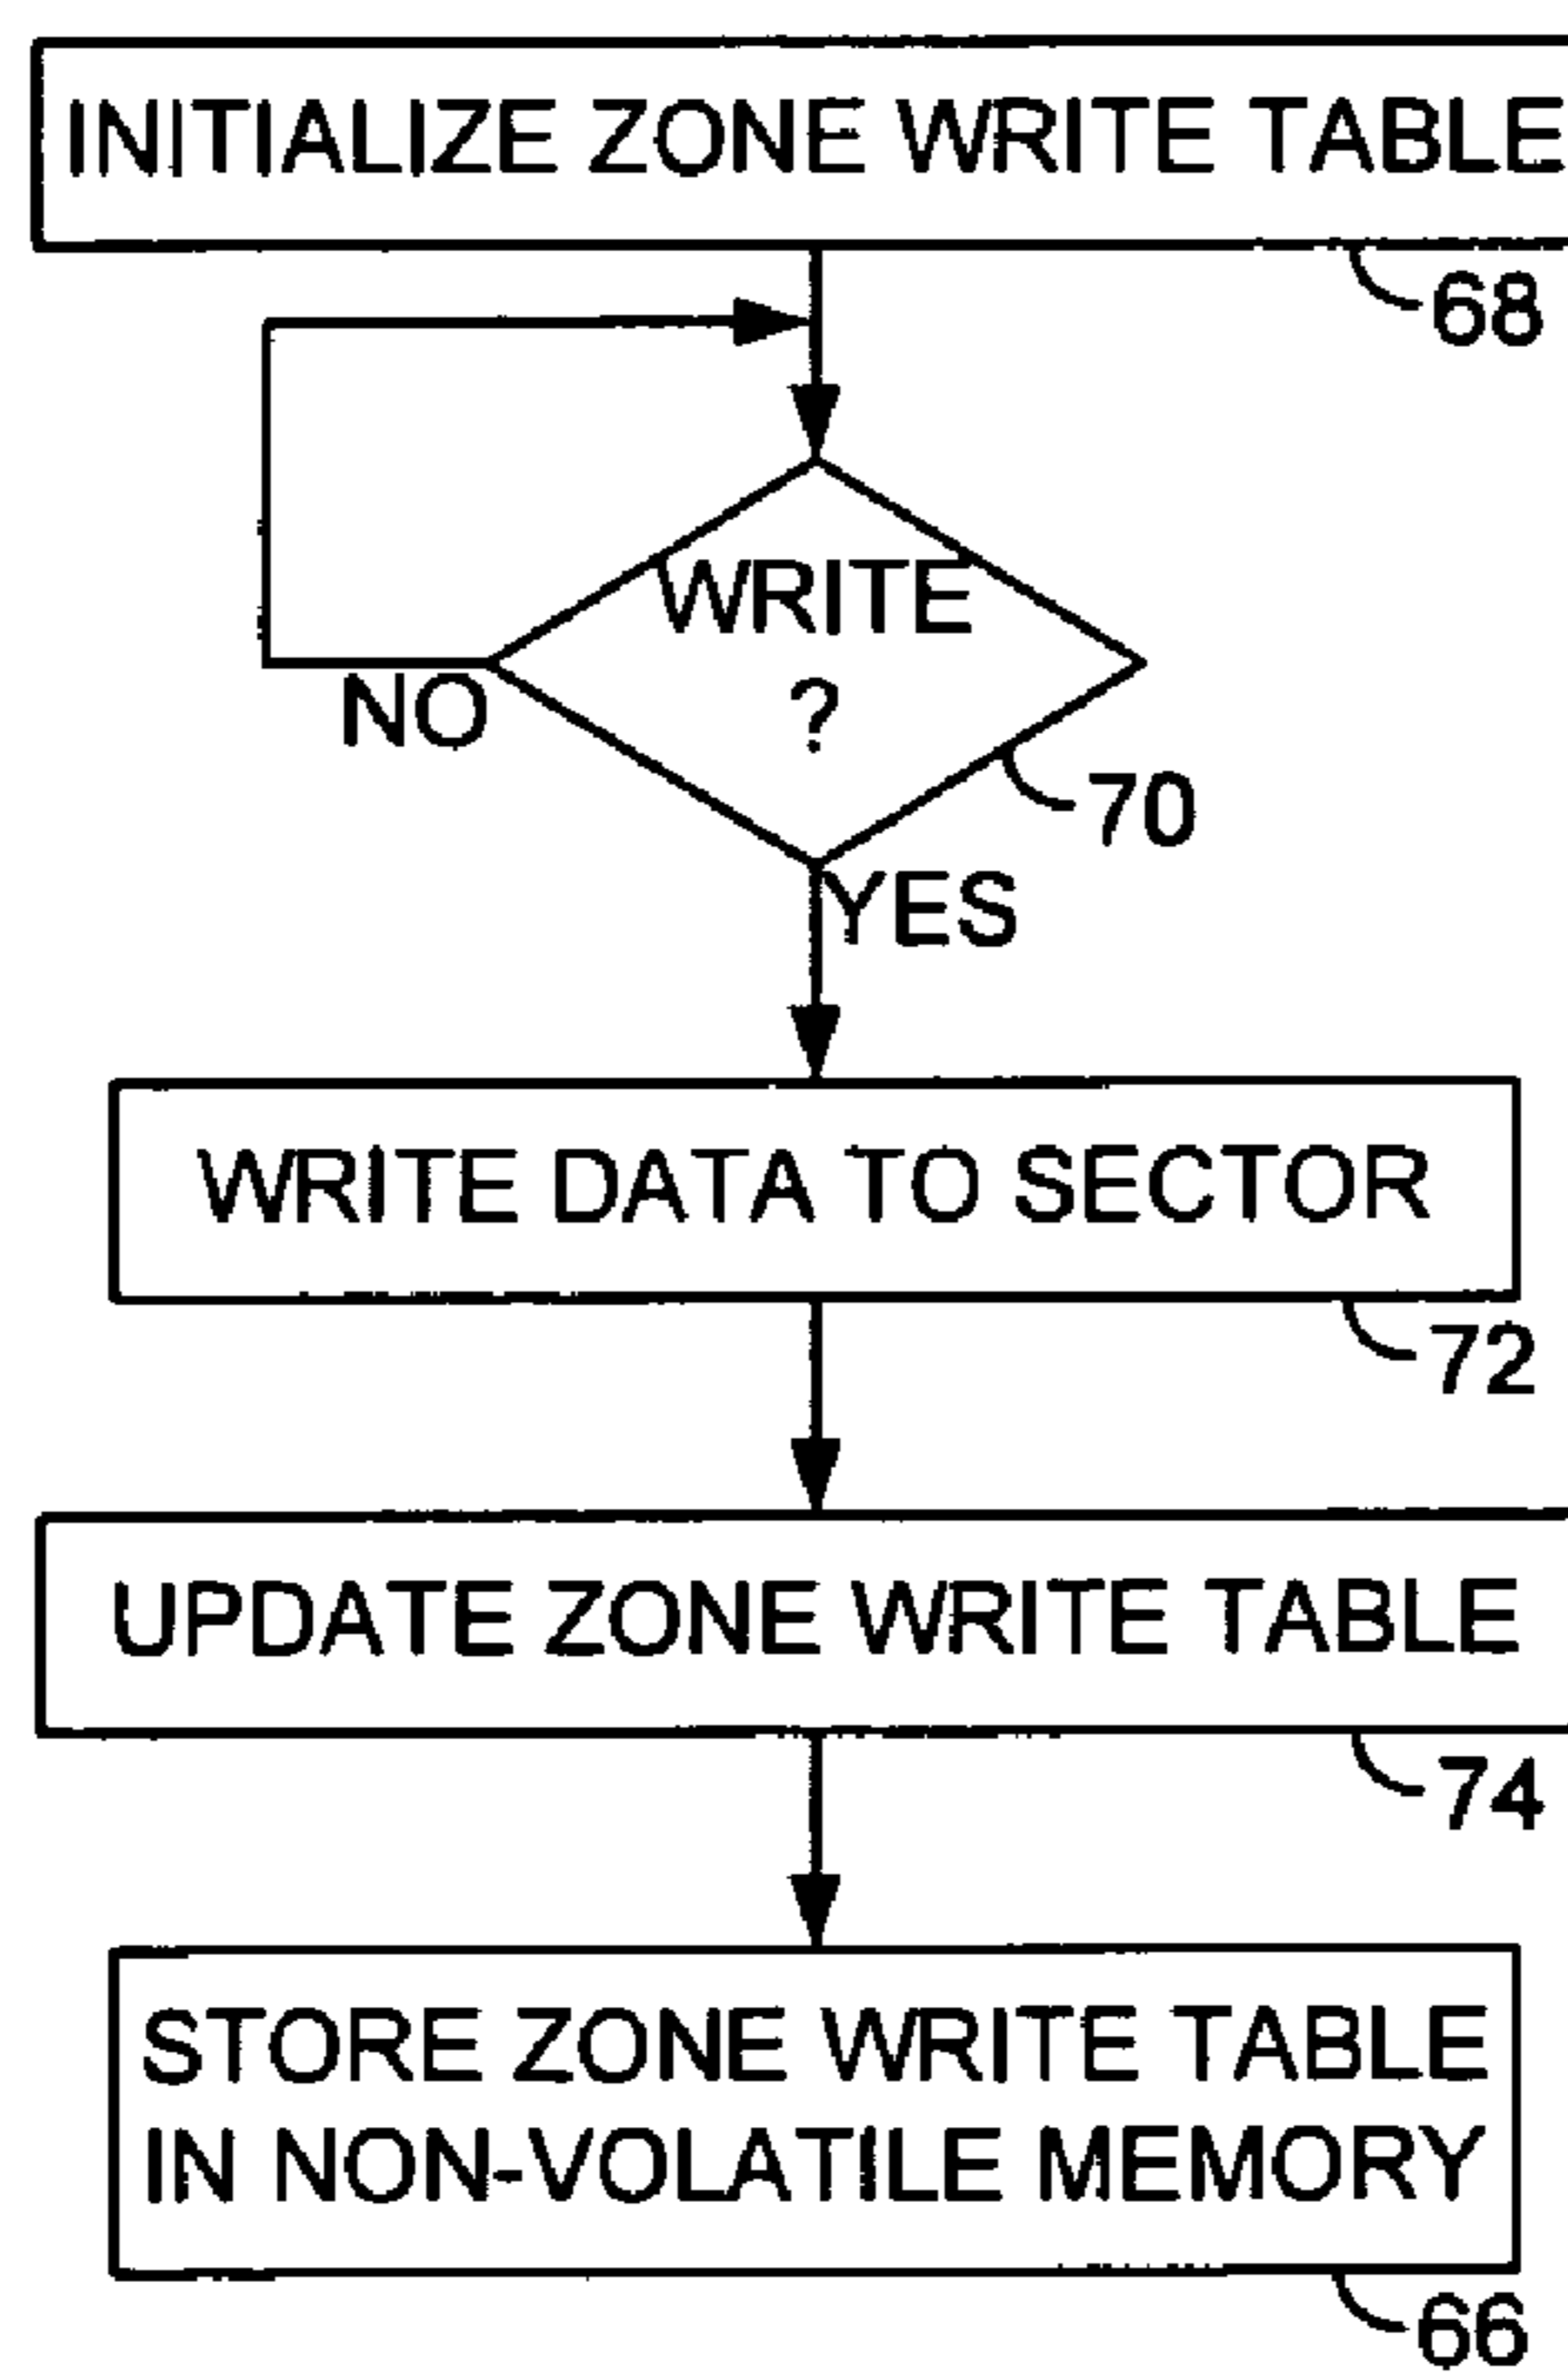 INITIALIZE ZONE WRITE TABLE
68
WRITE
?
NO
70
YES
WRITE DATA TO SECTOR
72
UPDATE ZONE WRITE TABLE
74
STORE ZONE WRITE TABLE
IN NON-VOLATILE MEMORY
66